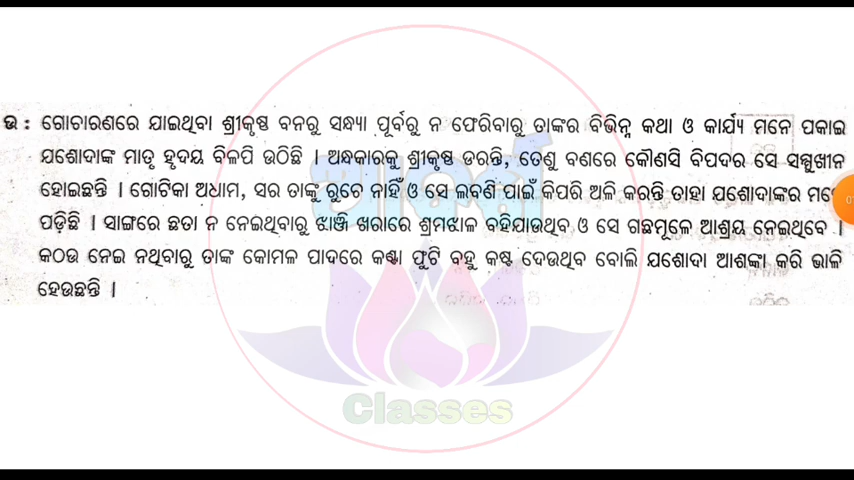 ଉ : ଗୋଚାରଣରେ ଯାଇଥିବା ଶ୍ରୀକୃଷ୍ଣ ବନରୁ ସନ୍ଧ୍ୟା ପୂର୍ବରୁ ନ ଫେରିବାରୁ ତାଙ୍କର ବିଭିନ୍ନ କଥା ଓ କାର୍ଯ୍ୟ ମନେ ପକାଇ
ଯଶୋଦାଙ୍କ ମାତୃ ହୃଦୟ ବିଳପି ଉଠିଛି । ଅନ୍ଧକାରକୁ ଶ୍ରୀକୃଷ୍ଣ ଡରନ୍ତି, ତେଣୁ ବଣରେ କୌଣସି ବିପଦର ସେ ସମ୍ମୁଖୀନ
ହୋଇଛନ୍ତି । ଗୋଟିକା ଅଧାମ, ସର ତାଙ୍କୁ ରୁଚେ ନାହିଁ ଓ ସେ ଲବଣି ପାଇଁ କିପରି ଅଳି କରନ୍ତି ତାହା ଯଶୋଦାଙ୍କର
ପଡ଼ିଛି । ସାଙ୍ଗରେ ଛତା ନ ନେଇଥିବାରୁ ଝାଞ୍ଜି ଖରାରେ ଶ୍ରମଝାଳ ବହିଯାଉଥିବ ଓ ସେ ଗଛମୂଳେ ଆଶ୍ରୟ ନେଇଥିବେ ।
କଠଉ ନେଇ ନଥିବାରୁ ତାଙ୍କ କୋମଳ ପାଦରେ କଣ୍ଟା ଫୁଟି ବହୁ କଷ୍ଟ ଦେଉଥିବ ବୋଲି ଯଶୋଦା ଆଶଙ୍କା କରି ଭାଳି
ହେଉଛନ୍ତି ।
ଆଦର୍ଶ
Classes